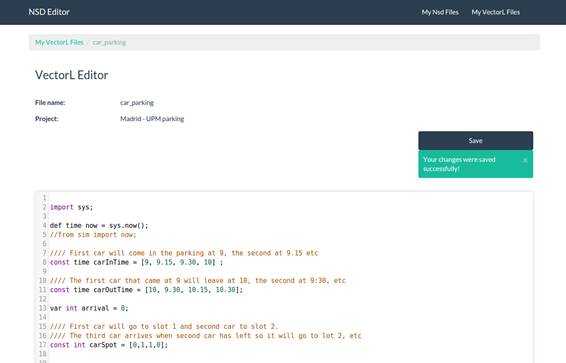 NSD Editor
My Nsd Files My VectorL Files
My VectorL Files / car_parking
VectorL Editor
File name: car_parking
Project: Madrid - UPM parking
Save
Your changes were saved ×
successfully!
1
2 import sys;
3
4 def time now = sys.now();
5 //from sim import now;
6
7 //// First car will come in the parking at 9, the second at 9.15 etc
8 const time carInTime = [9, 9.15, 9.30, 10] ;
9
10 //// The first car that came at 9 will leave at 10, the second at 9:30, etc
11 const time carOutTime = [10, 9.30, 10.15, 10.30];
12
13 var int arrival = 0;
14
15 //// First car will go to slot 1 and second car to slot 2.
16 //// The third car arrives when second car has left so it will go to lot 2, etc
17 const int carSpot = [0,1,1,0];
18